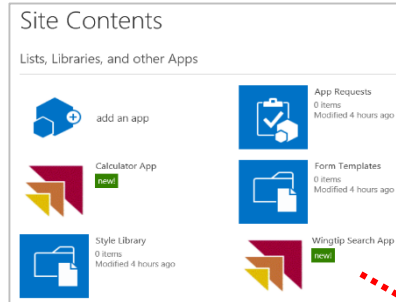 Site Contents
Lists, Libraries, and other Apps
add an app
App Requests
0 items
Modified 4 hours ago
Calculator App
new!
Form Templates
0 items
Modified 4 hours ago
Style Library
0 items
Modified 4 hours ago
Wingtip Search App
new!